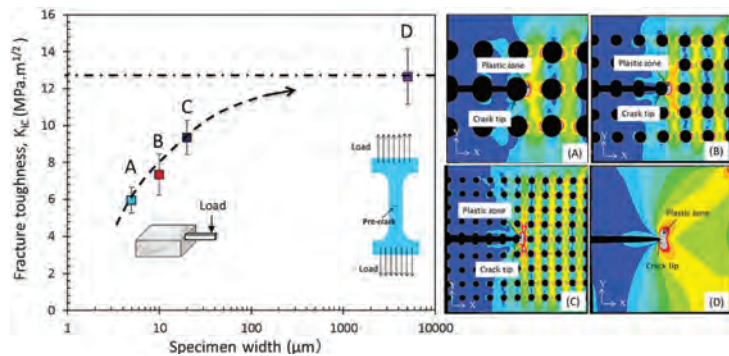 Fracture toughness, K_IC (MPa.m^1/2)
16
14
12
10
8
6
4
2
0
A
B
C
D
Load
Load
Pre-crack
Load
1
10
100
1000
10000
Specimen width (μm)
Plastic zone
Crack tip
Y
X
(A)
Plastic zone
Crack tip
Y
X
(B)
Plastic zone
Crack tip
Y
X
(C)
Plastic zone
Crack tip
Y
X
(D)